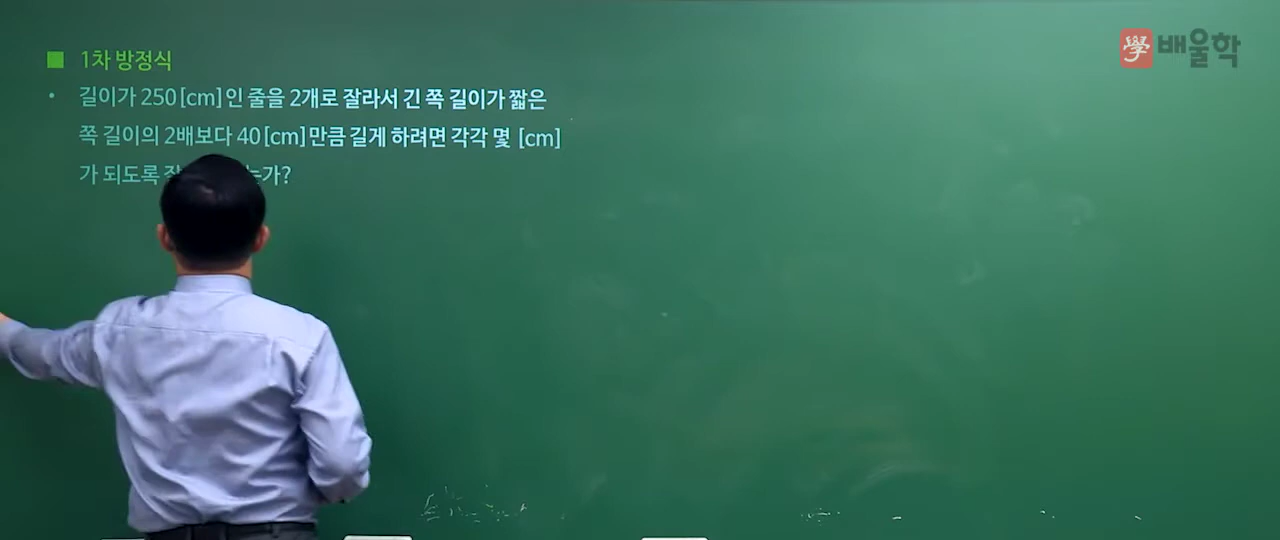 學 배울학
1차 방정식
길이가 250[cm]인 줄을 2개로 잘라서 긴 쪽 길이가 짧은
쪽 길이의 2배보다 40[cm]만큼 길게 하려면 각각 몇 [cm]
가 되도록